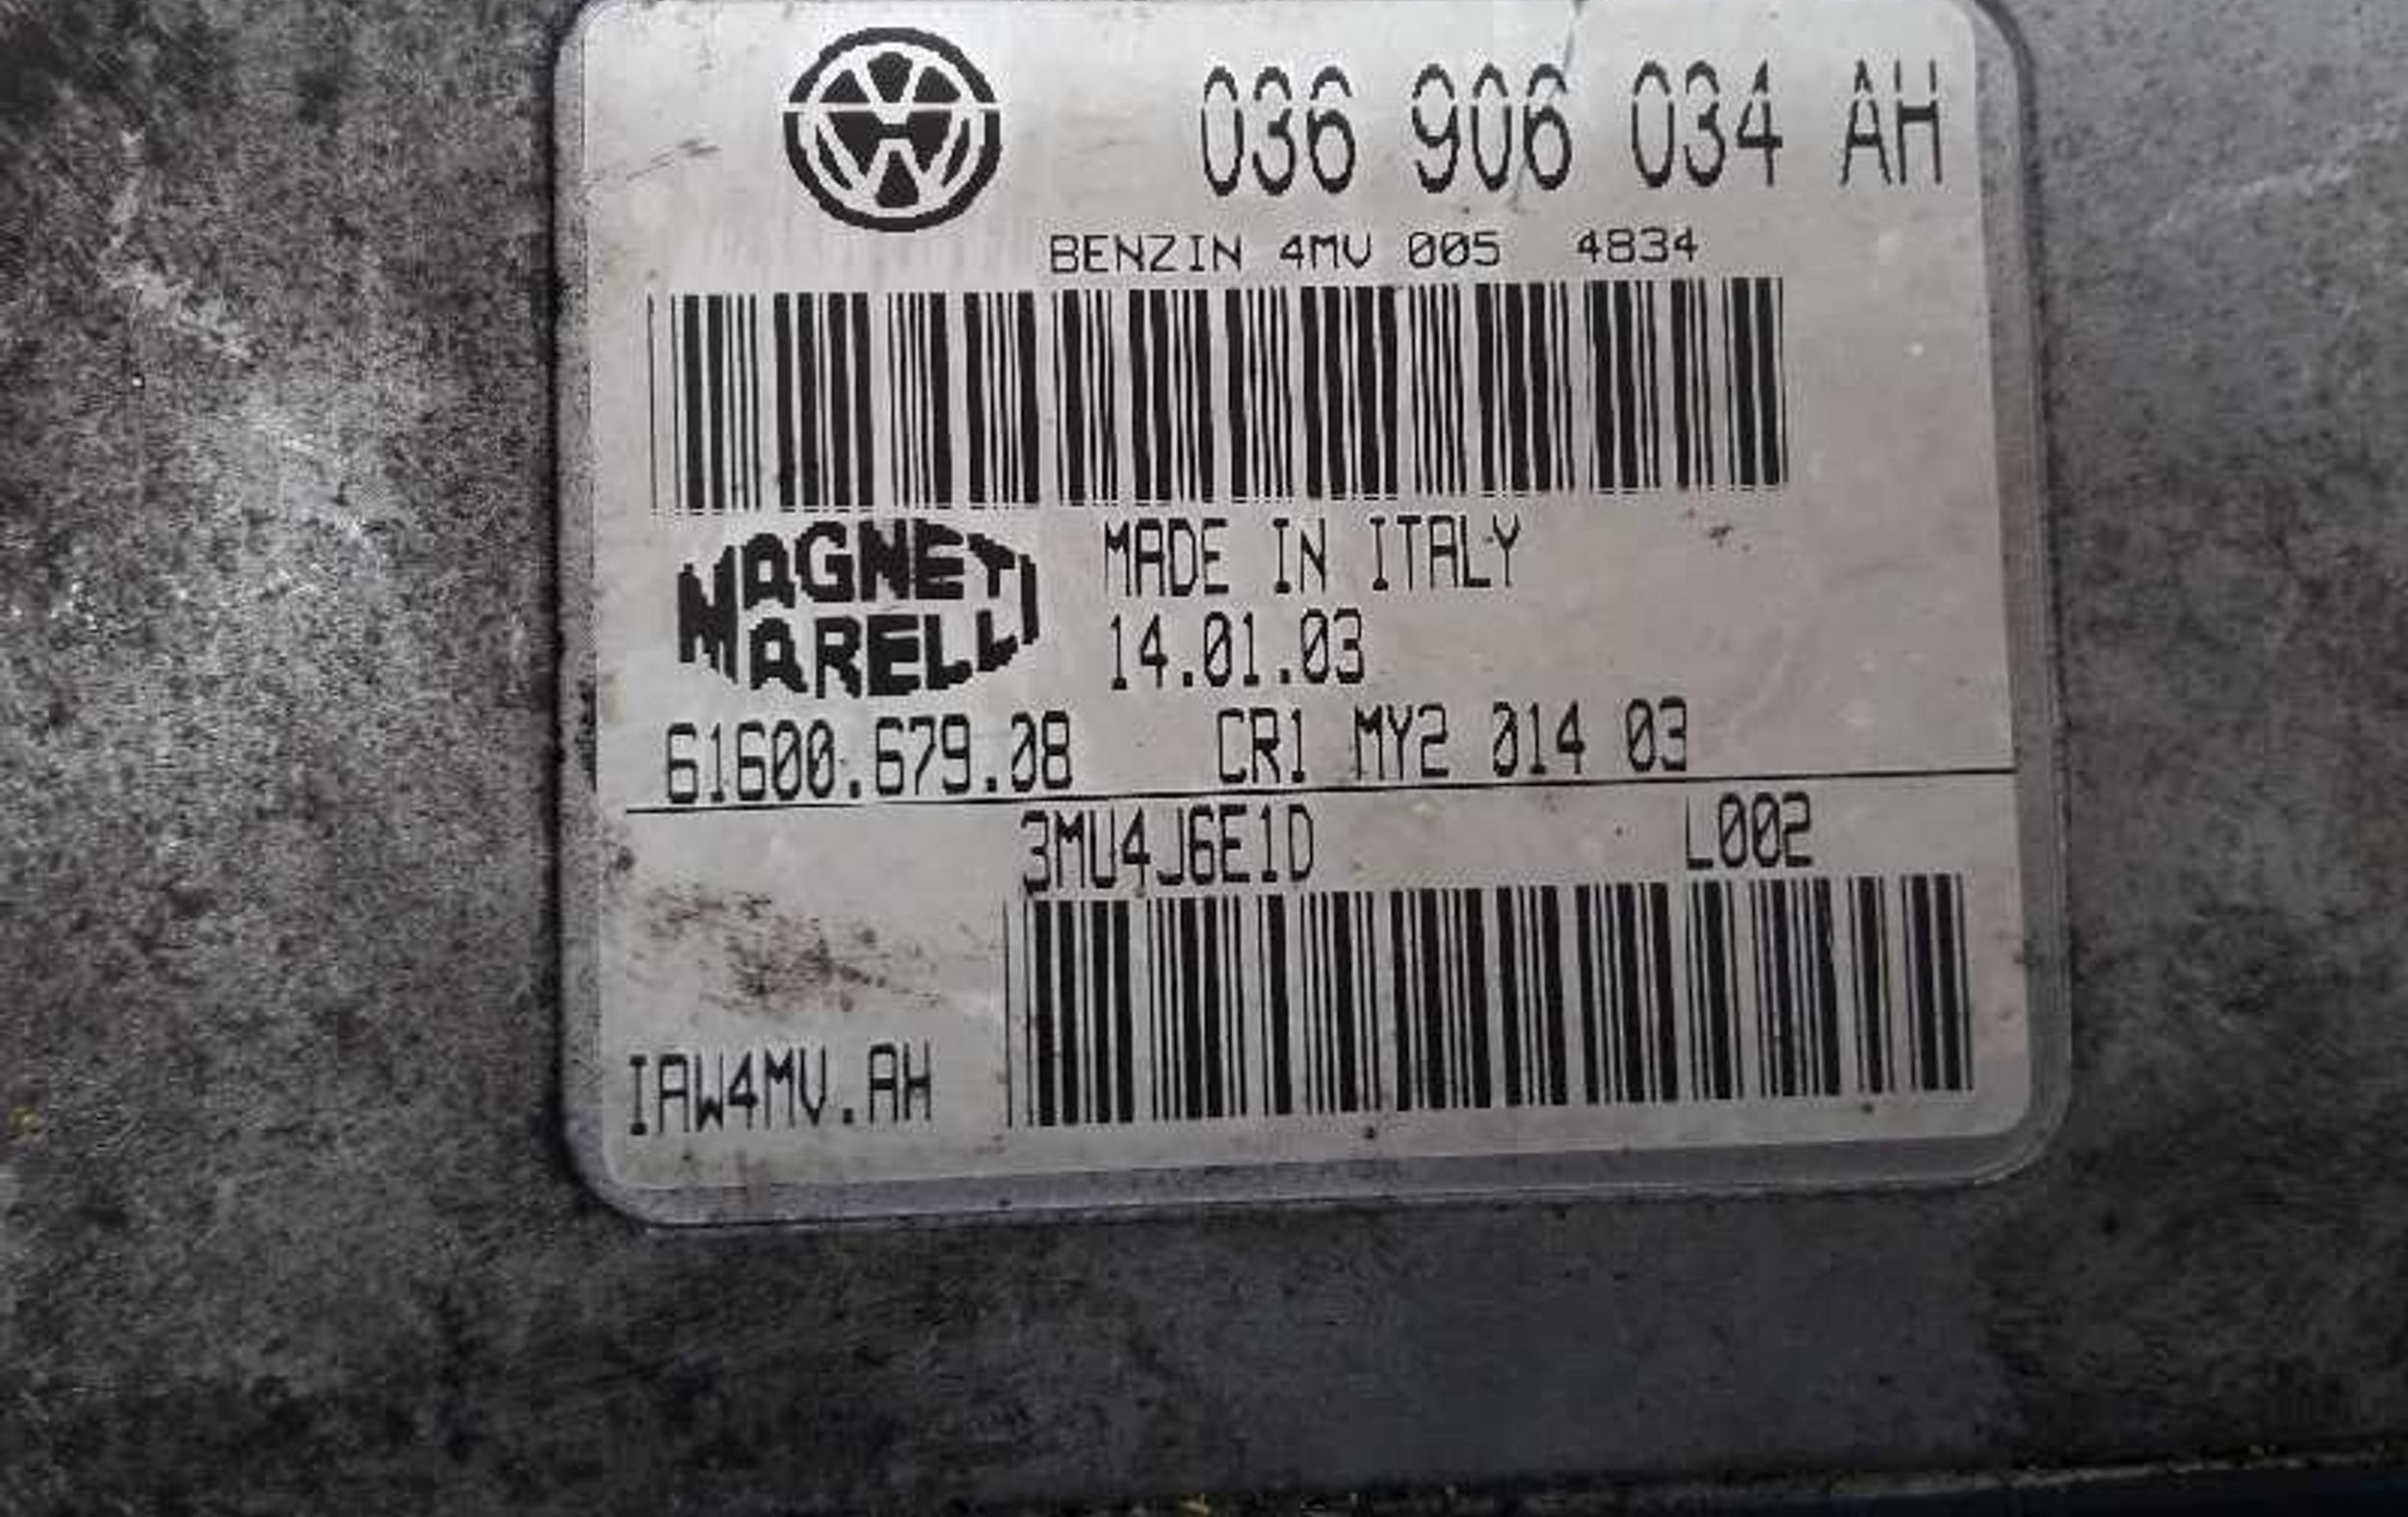 036 906 034 AH
BENZIN 4MV 005 4834
MAGNETI
MARELLI
MADE IN ITALY
14.01.03
61600.679.08 CR1 MY2 014 03
3MU4J6E1D L002
IAW4MV.AH